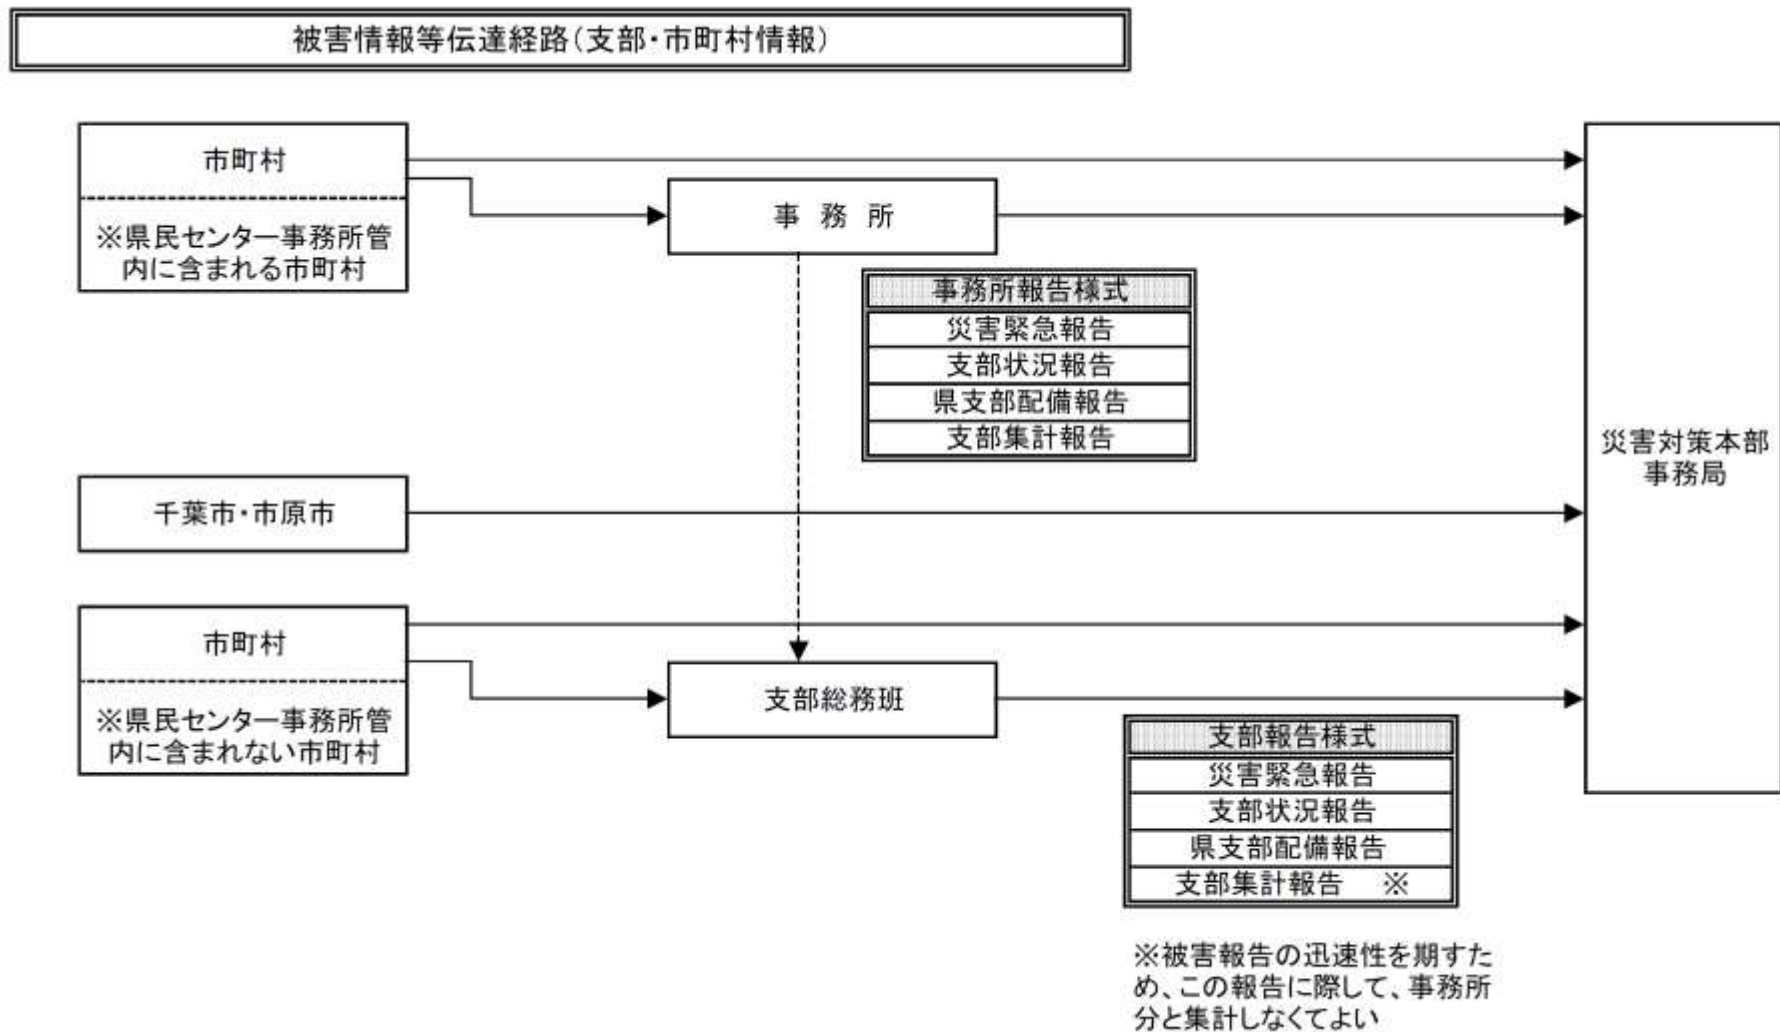 被害情報等伝達経路(支部・市町村情報)
市町村
※県民センター事務所管
内に含まれる市町村
事 務 所
事務所報告様式
災害緊急報告
支部状況報告
県支部配備報告
支部集計報告
災害対策本部
事務局
千葉市・市原市
市町村
※県民センター事務所管
内に含まれない市町村
支部総務班
支部報告様式
災害緊急報告
支部状況報告
県支部配備報告
支部集計報告 ※
※被害報告の迅速性を期すた
め、この報告に際して、事務所
分と集計しなくてよい